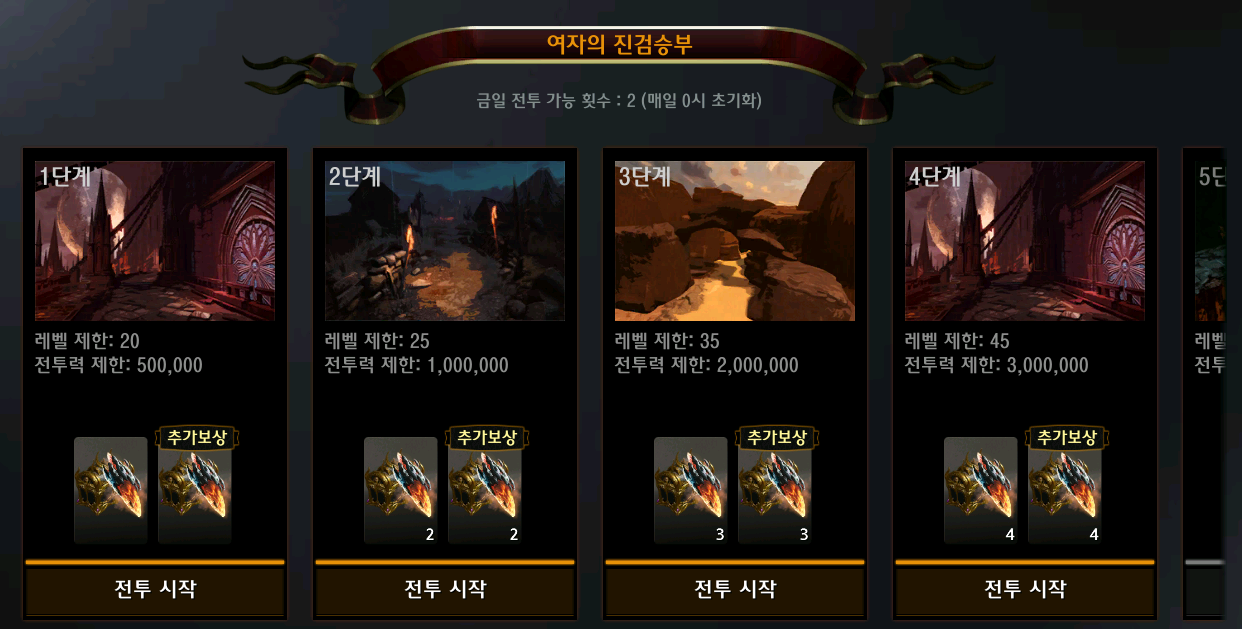 여자의 진검승부
금일 전투 가능 횟수 : 2 (매일 0시 초기화)
1단계
레벨 제한: 20
전투력 제한: 500,000
추가보상
전투 시작
2단계
레벨 제한: 25
전투력 제한: 1,000,000
추가보상
2
2
전투 시작
3단계
레벨 제한: 35
전투력 제한: 2,000,000
추가보상
3
3
전투 시작
4단계
레벨 제한: 45
전투력 제한: 3,000,000
추가보상
4
4
전투 시작
레벨
전투